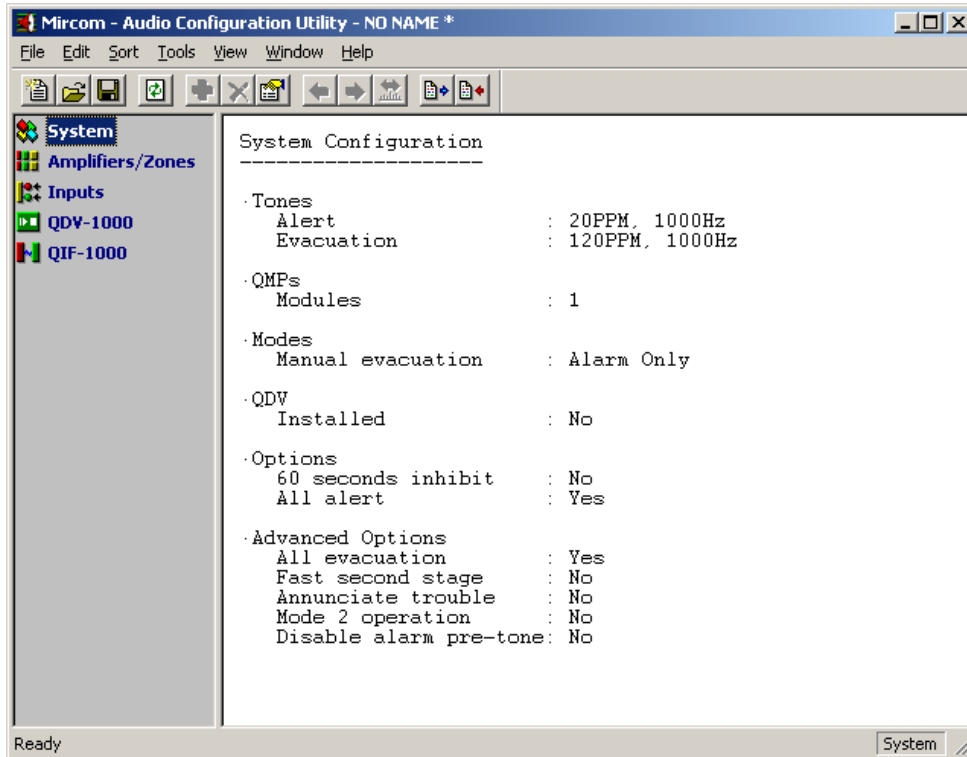 Mircom - Audio Configuration Utility - NO NAME *
File Edit Sort Tools View Window Help
System
Amplifiers/Zones
Inputs
QDV-1000
QIF-1000
System Configuration
--------------------
·Tones
Alert : 20PPM, 1000Hz
Evacuation : 120PPM, 1000Hz
·QMPs
Modules : 1
·Modes
Manual evacuation : Alarm Only
·QDV
Installed : No
·Options
60 seconds inhibit : No
All alert : Yes
·Advanced Options
All evacuation : Yes
Fast second stage : No
Annunciate trouble : No
Mode 2 operation : No
Disable alarm pre-tone: No
Ready
System